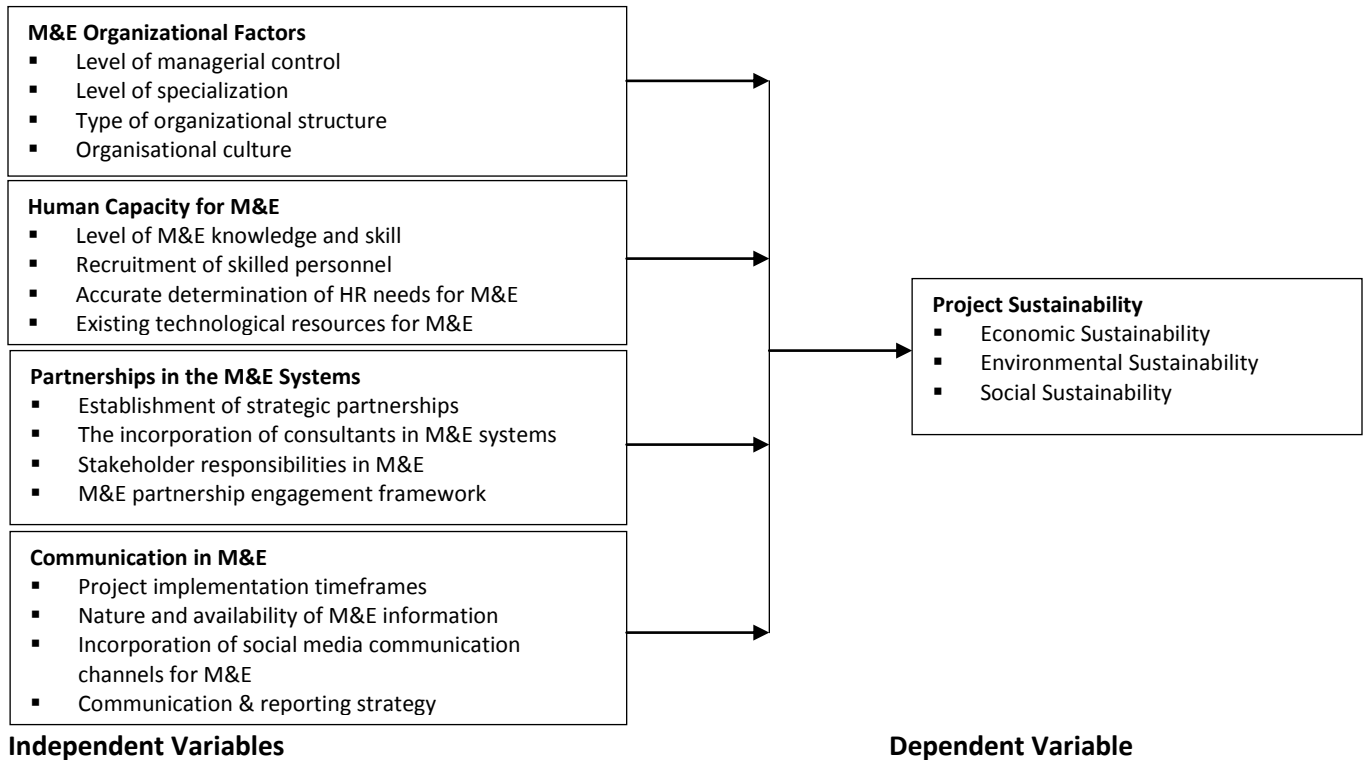 M&E Organizational Factors
▪ Level of managerial control
▪ Level of specialization
▪ Type of organizational structure
▪ Organisational culture
Human Capacity for M&E
▪ Level of M&E knowledge and skill
▪ Recruitment of skilled personnel
▪ Accurate determination of HR needs for M&E
▪ Existing technological resources for M&E
Partnerships in the M&E Systems
▪ Establishment of strategic partnerships
▪ The incorporation of consultants in M&E systems
▪ Stakeholder responsibilities in M&E
▪ M&E partnership engagement framework
Communication in M&E
▪ Project implementation timeframes
▪ Nature and availability of M&E information
▪ Incorporation of social media communication
channels for M&E
▪ Communication & reporting strategy
Independent Variables
Project Sustainability
▪ Economic Sustainability
▪ Environmental Sustainability
▪ Social Sustainability
Dependent Variable